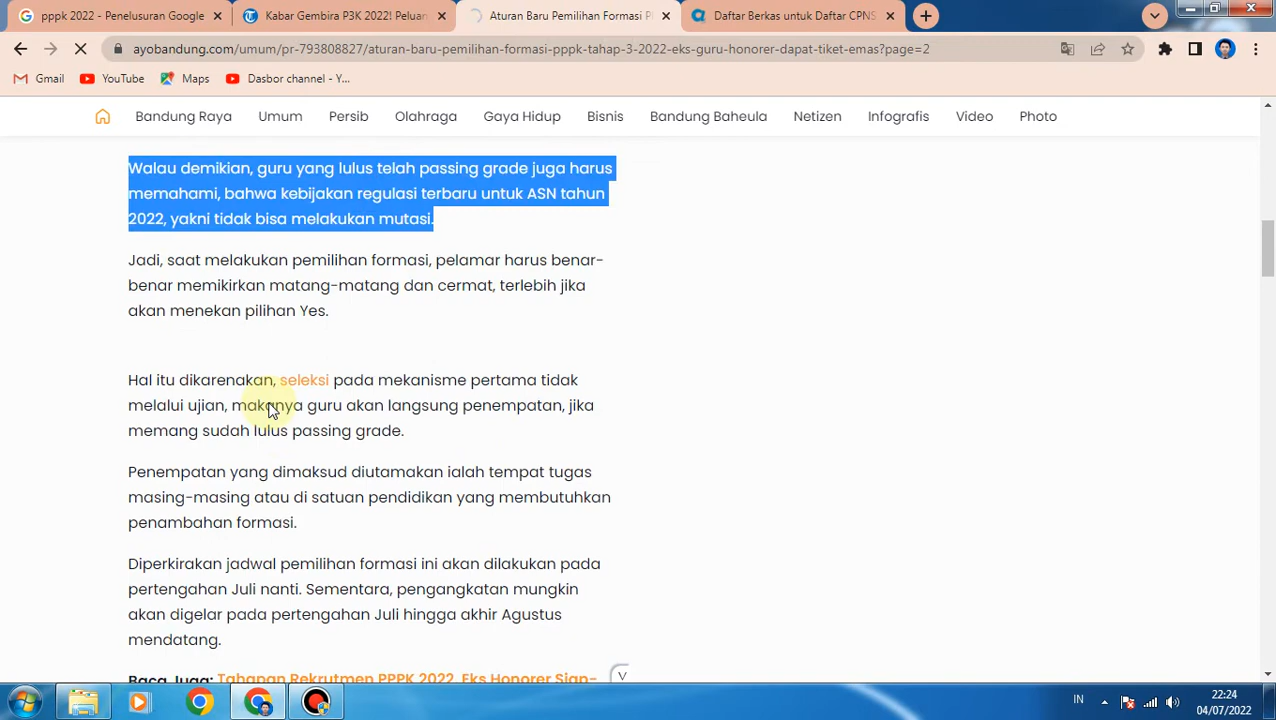 pppk 2022 - Penelusuran Google
Kabar Gembira P3K 2022! Peluan
Aturan Baru Pemilihan Formasi P
Daftar Berkas untuk Daftar CPNS
ayobandung.com/umum/pr-793808827/aturan-baru-pemilihan-formasi-pppk-tahap-3-2022-eks-guru-honorer-dapat-tiket-emas?page=2
Gmail YouTube Maps Dasbor channel - Y...
Bandung Raya Umum Persib Olahraga Gaya Hidup Bisnis Bandung Baheula Netizen Infografis Video Photo
Walau demikian, guru yang lulus telah passing grade juga harus
memahami, bahwa kebijakan regulasi terbaru untuk ASN tahun
2022, yakni tidak bisa melakukan mutasi.
Jadi, saat melakukan pemilihan formasi, pelamar harus benar-
benar memikirkan matang-matang dan cermat, terlebih jika
akan menekan pilihan Yes.
Hal itu dikarenakan, seleksi pada mekanisme pertama tidak
melalui ujian, makanya guru akan langsung penempatan, jika
memang sudah lulus passing grade.
Penempatan yang dimaksud diutamakan ialah tempat tugas
masing-masing atau di satuan pendidikan yang membutuhkan
penambahan formasi.
Diperkirakan jadwal pemilihan formasi ini akan dilakukan pada
pertengahan Juli nanti. Sementara, pengangkatan mungkin
akan digelar pada pertengahan Juli hingga akhir Agustus
mendatang.
Baca Juga: Tahapan Rekrutmen PPPK 2022, Eks Honorer Siap-
V
IN
22:24
04/07/2022